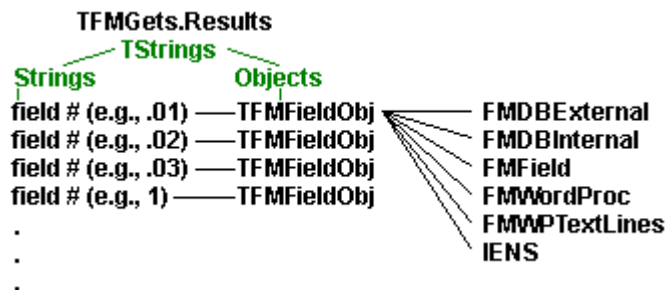 TFMGets.Results
TStrings
Strings Objects
field # (e.g., .01) TFMFieldObj FMDBExternal
field # (e.g., .02) TFMFieldObj FMDBInternal
field # (e.g., .03) TFMFieldObj FMField
field # (e.g., 1) TFMFieldObj FMWordProc
. FMWPTextLines
. IENS
.